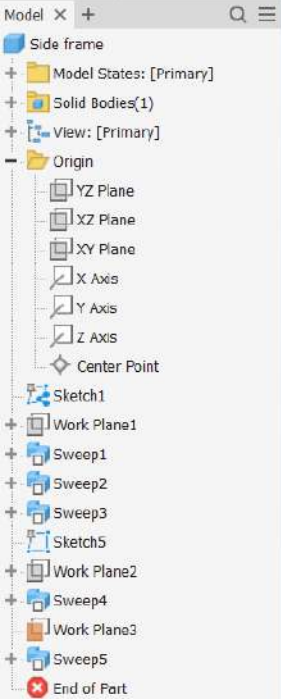 Model
Side frame
Model States: [Primary]
Solid Bodies(1)
View: [Primary]
Origin
YZ Plane
XZ Plane
XY Plane
X Axis
Y Axis
Z Axis
Center Point
Sketch1
Work Plane1
Sweep1
Sweep2
Sweep3
Sketch5
Work Plane2
Sweep4
Work Plane3
Sweep5
End of Part